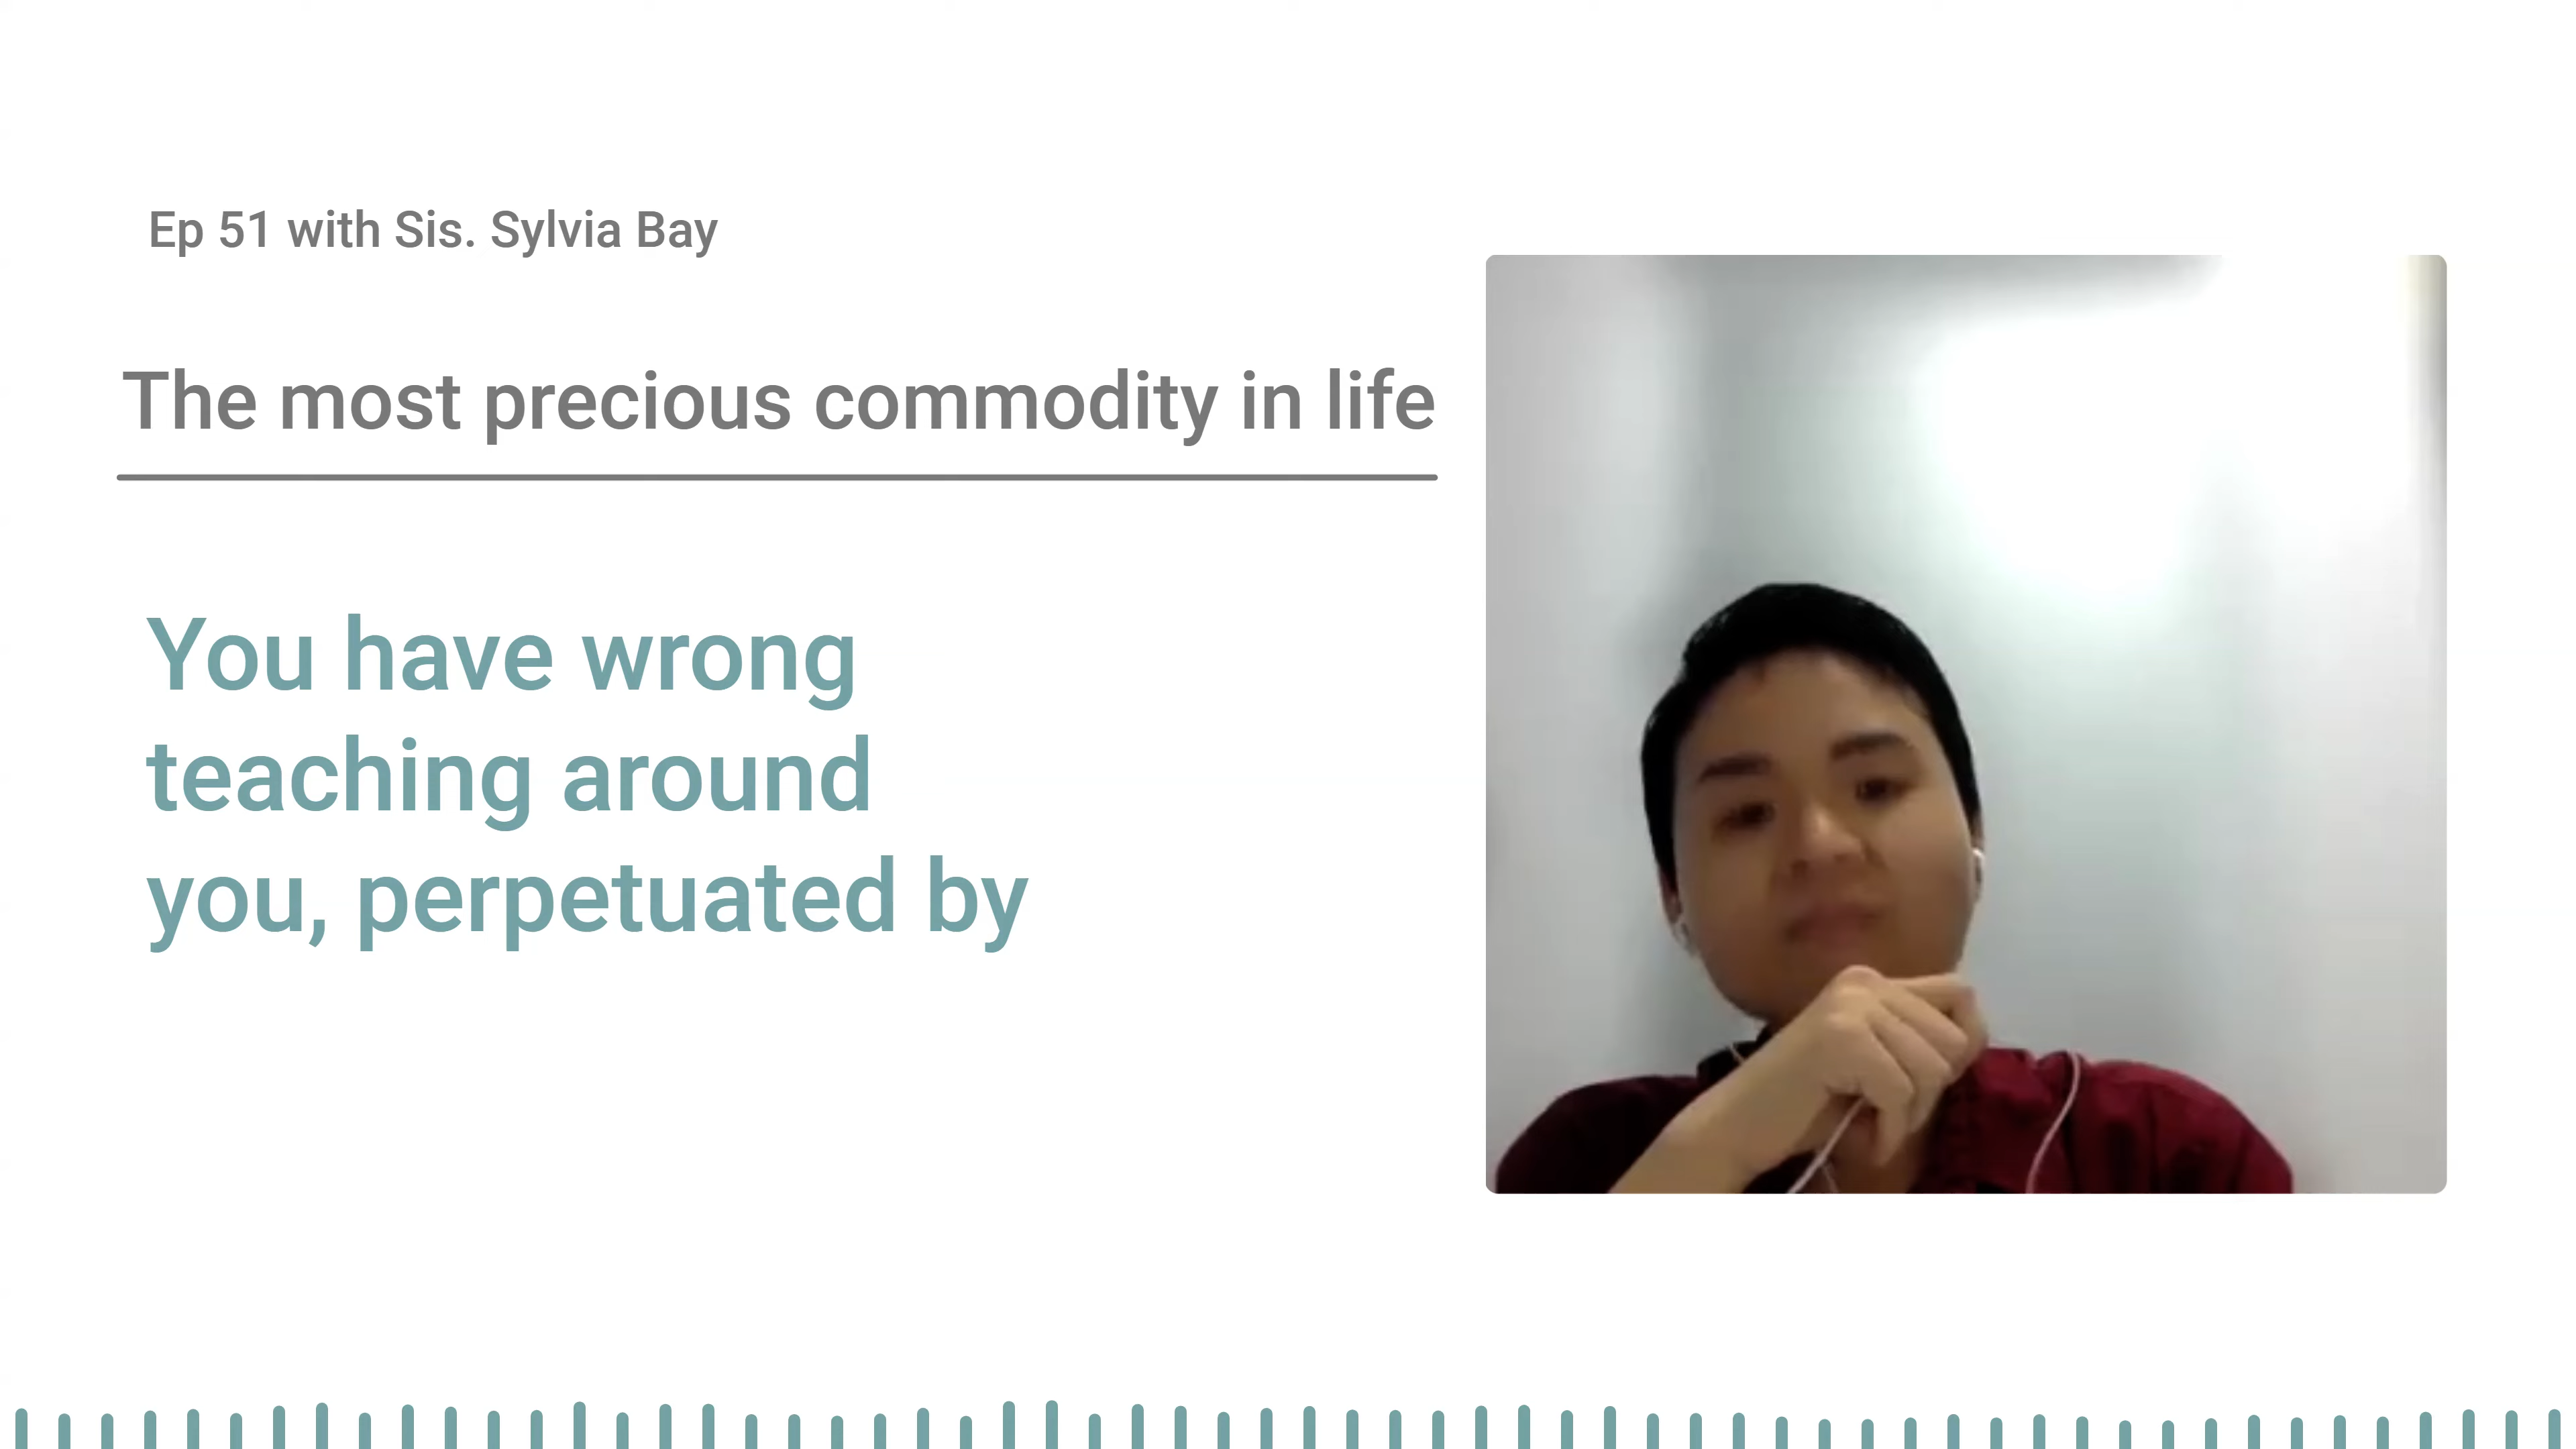 Ep 51 with Sis. Sylvia Bay
The most precious commodity in life
You have wrong
teaching around
you, perpetuated by